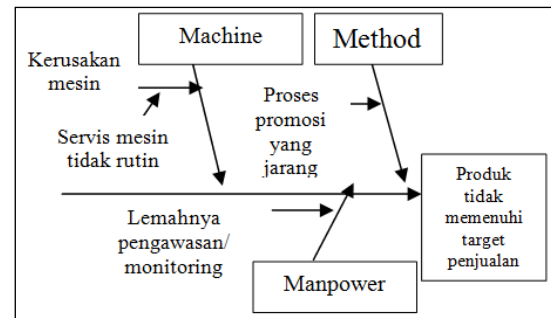 Machine
Method
Kerusakan
mesin
Servis mesin
tidak rutin
Proses
promosi
yang
jarang
Lemahnya
pengawasan/
monitoring
Manpower
Produk
tidak
memenuhi
target
penjualan